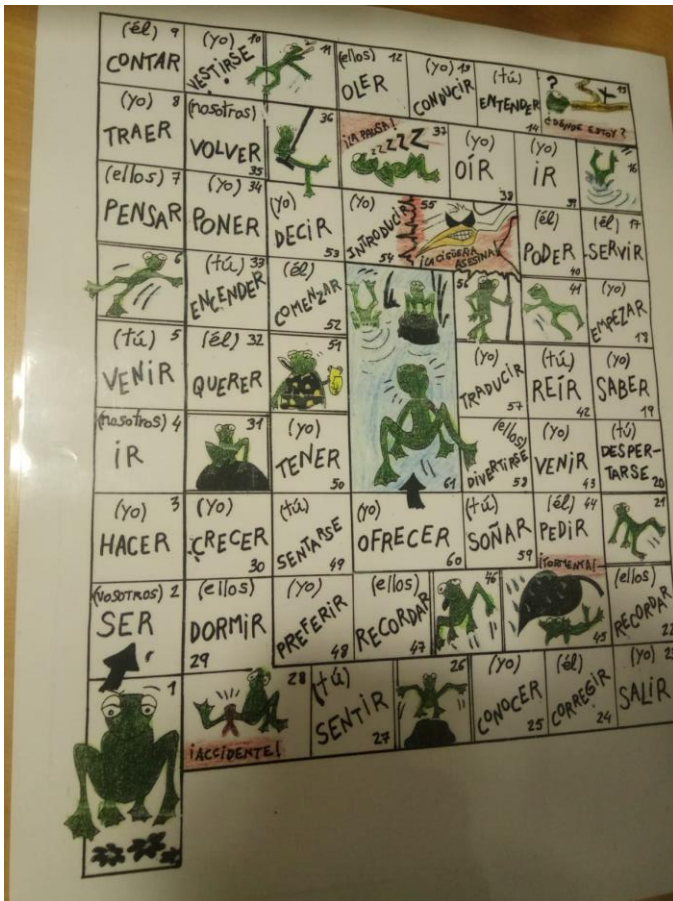 (él) 9
CONTAR
(yo) 10
VESTIRSE
11
(ellos) 12
OLER
(yo) 13
CONDUCIR
(tú)
ENTENDER
14
?
15
¿DÓNDE ESTOY?
(yo) 8
TRAER
(nosotros)
VOLVER
35
36
¡LA PAUSA! 37
ZZZZZ
(yo)
OÍR
38
(yo)
IR
39
16
(ellos) 7
PENSAR
(yo) 34
PONER
(yo)
DECIR
53
(yo)
INTRODUCIR
54
55
¡LA CIGÜEÑA
ASESINA!
(él)
PODER
40
(él) 17
SERVIR
6
(tú) 33
ENCENDER
(él)
COMENZAR
52
56
41
(yo)
EMPEZAR
18
(tú) 5
VENIR
(él) 32
QUERER
51
(yo)
TRADUCIR
57
(tú)
REÍR
42
(yo)
SABER
19
(nosotros) 4
IR
31
(yo)
TENER
50
61
(ellos)
DIVERTIRSE
58
(yo)
VENIR
43
(tú)
DESPER-
TARSE 20
(yo) 3
HACER
(yo)
CRECER
30
(tú)
SENTARSE
49
(yo)
OFRECER
60
(tú)
SOÑAR
59
(él) 44
PEDIR
21
(vosotros) 2
SER
(ellos)
DORMIR
29
(yo)
PREFERIR
48
(ellos)
RECORDAR
47
46
¡TORMENTA!
45
(ellos)
RECORDAR
22
1
28
¡ACCIDENTE!
(tú)
SENTIR
27
26
(yo)
CONOCER
25
(él)
CORREGIR
24
(yo) 23
SALIR